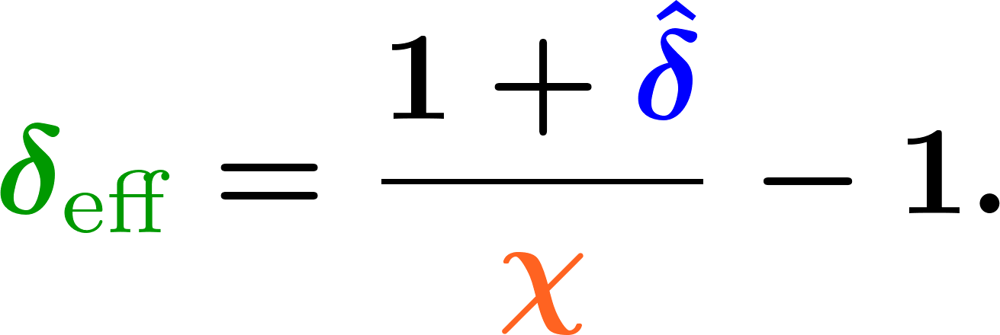 δ_eff = (1 + δ̂)/χ − 1.